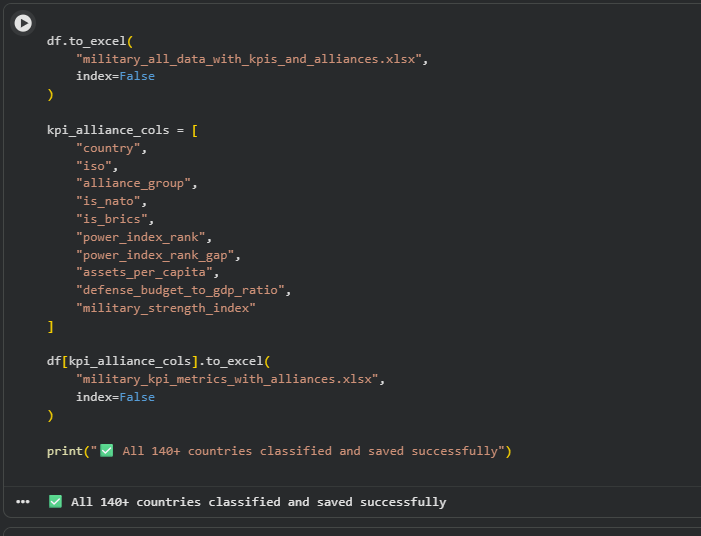 df.to_excel(
    "military_all_data_with_kpis_and_alliances.xlsx",
    index=False
)
kpi_alliance_cols = [
    "country",
    "iso",
    "alliance_group",
    "is_nato",
    "is_brics",
    "power_index_rank",
    "power_index_rank_gap",
    "assets_per_capita",
    "defense_budget_to_gdp_ratio",
    "military_strength_index"
]
df[kpi_alliance_cols].to_excel(
    "military_kpi_metrics_with_alliances.xlsx",
    index=False
)
print("✅ All 140+ countries classified and saved successfully")
✅ All 140+ countries classified and saved successfully